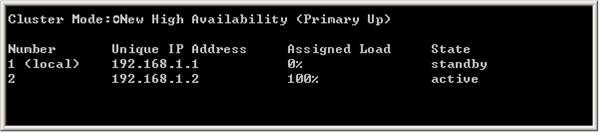 Cluster Mode: New High Availability (Primary Up)
Number Unique IP Address Assigned Load State
1 (local) 192.168.1.1 0% standby
2 192.168.1.2 100% active